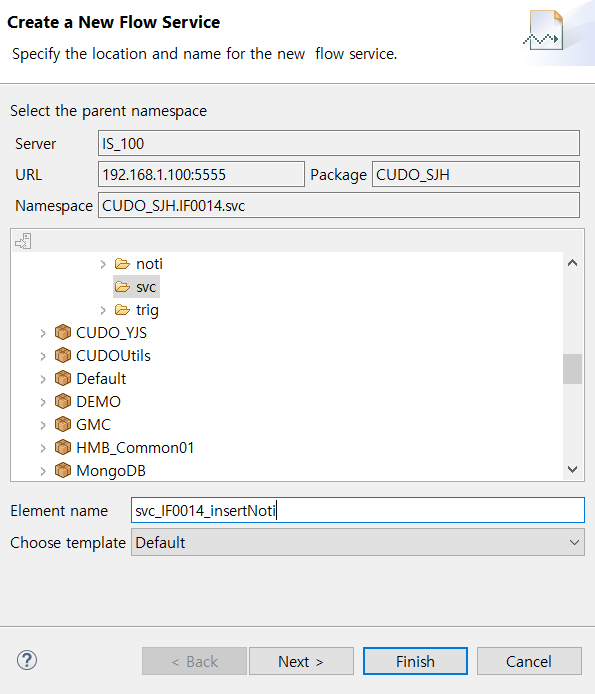 Create a New Flow Service
Specify the location and name for the new  flow service.
Select the parent namespace
Server IS_100
URL 192.168.1.100:5555 Package CUDO_SJH
Namespace CUDO_SJH.IF0014.svc
noti
svc
trig
CUDO_YJS
CUDOUtils
Default
DEMO
GMC
HMB_Common01
MongoDB
Element name svc_IF0014_insertNoti
Choose template Default
? < Back Next > Finish Cancel